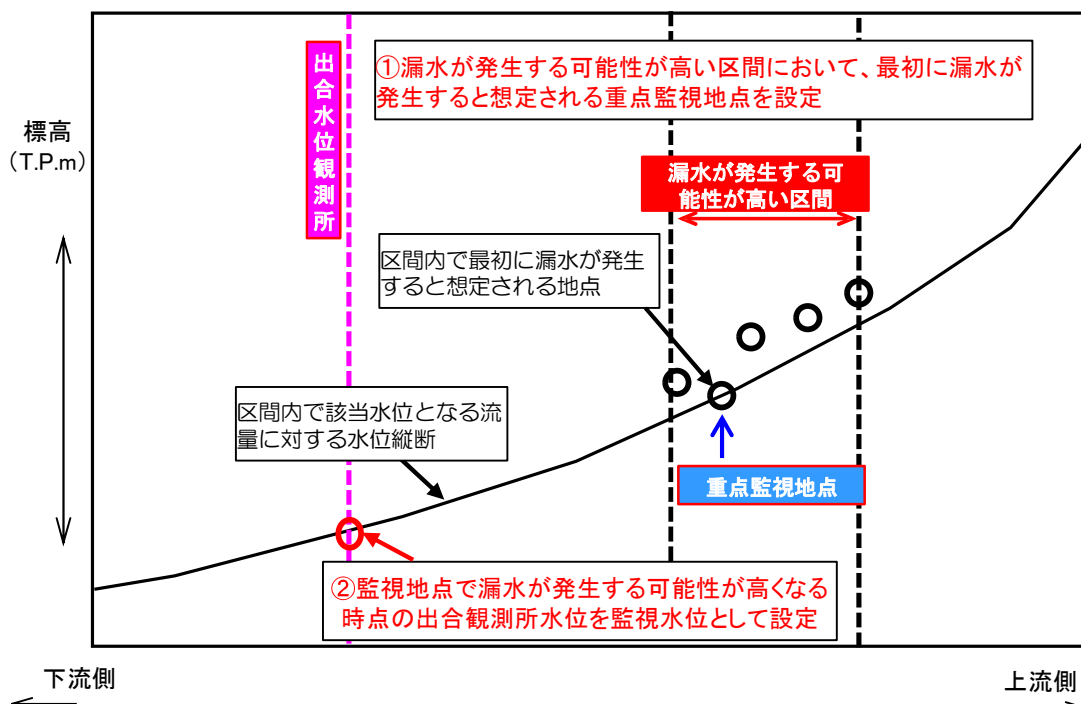 ①漏水が発生する可能性が高い区間において、最初に漏水が
発生すると想定される重点監視地点を設定
出合水位観測所
標高
(T.P.m)
漏水が発生する可
能性が高い区間
区間内で最初に漏水が発生
すると想定される地点
区間内で該当水位となる流
量に対する水位縦断
重点監視地点
②監視地点で漏水が発生する可能性が高くなる
時点の出合観測所水位を監視水位として設定
下流側
上流側